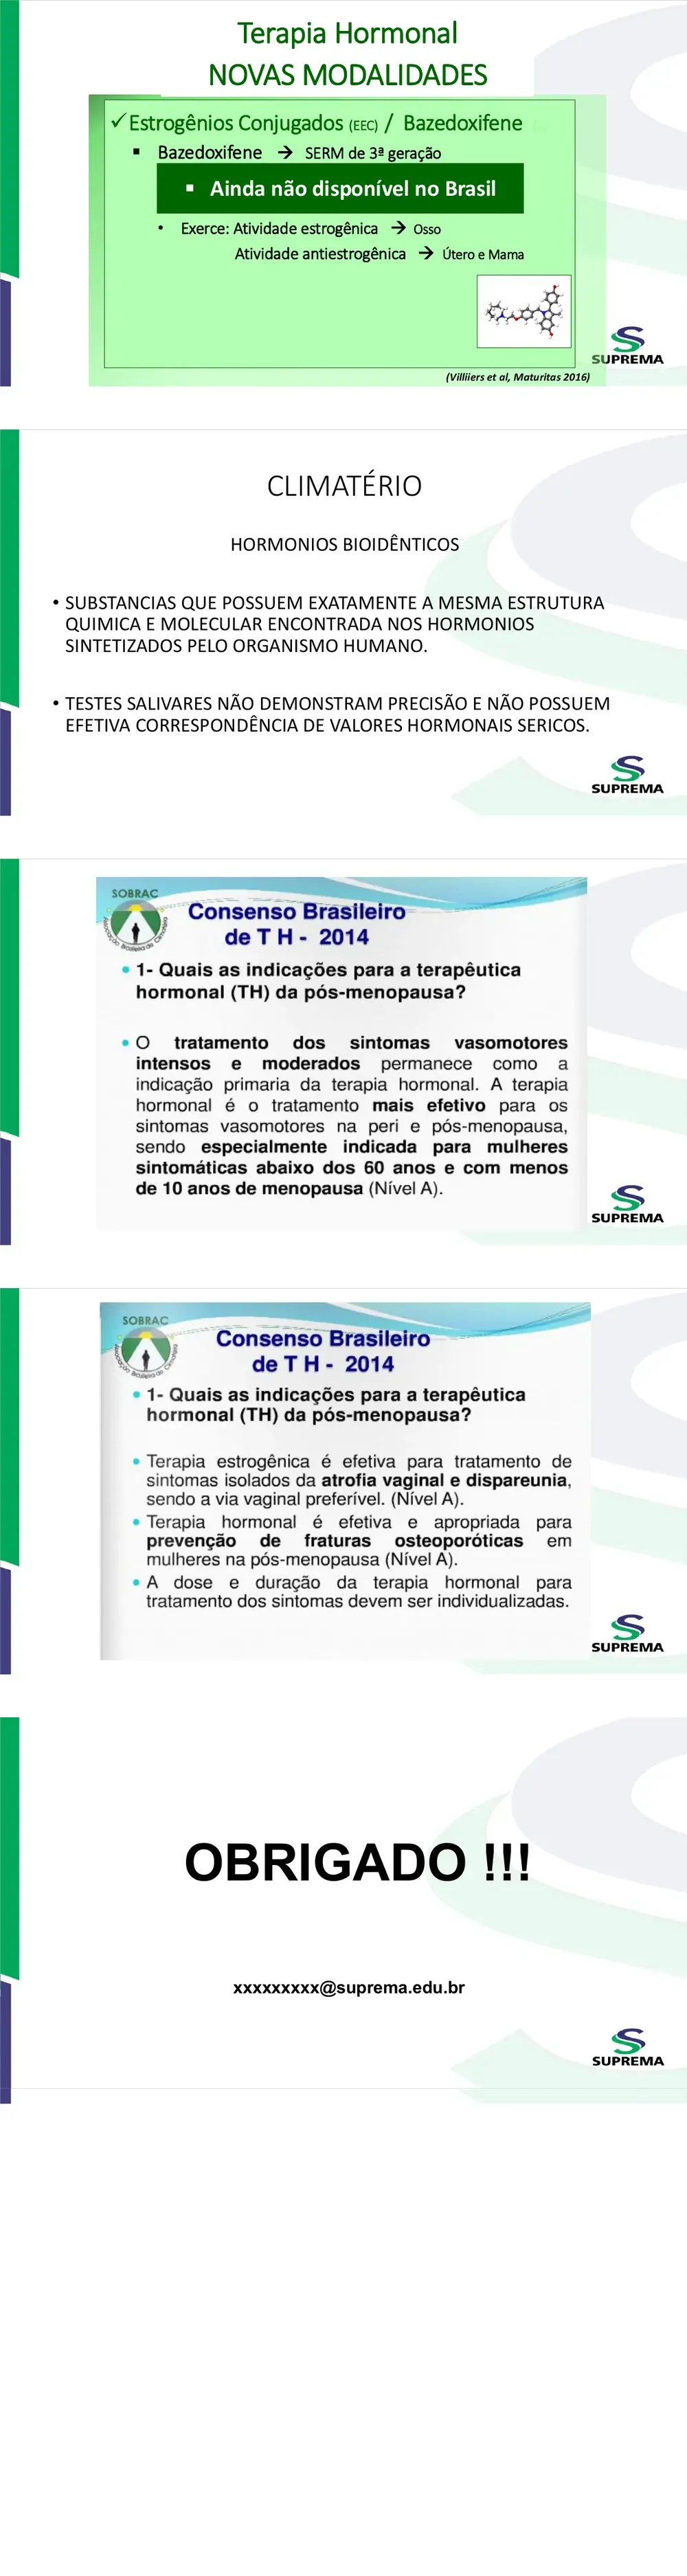 Terapia Hormonal
NOVAS MODALIDADES
✓Estrogênios Conjugados (EEC) / Bazedoxifene
▪ Bazedoxifene → SERM de 3ª geração
▪ Ainda não disponível no Brasil
• Exerce: Atividade estrogênica → Osso
Atividade antiestrogênica → Útero e Mama
SUPREMA
(Villiiers et al, Maturitas 2016)
CLIMATÉRIO
HORMONIOS BIOIDÊNTICOS
• SUBSTANCIAS QUE POSSUEM EXATAMENTE A MESMA ESTRUTURA
QUIMICA E MOLECULAR ENCONTRADA NOS HORMONIOS
SINTETIZADOS PELO ORGANISMO HUMANO.
• TESTES SALIVARES NÃO DEMONSTRAM PRECISÃO E NÃO POSSUEM
EFETIVA CORRESPONDÊNCIA DE VALORES HORMONAIS SERICOS.
SUPREMA
SOBRAC
Associação Brasileira de Climatério
Consenso Brasileiro
de T H - 2014
• 1- Quais as indicações para a terapêutica
hormonal (TH) da pós-menopausa?
• O tratamento dos sintomas vasomotores
intensos e moderados permanece como a
indicação primaria da terapia hormonal. A terapia
hormonal é o tratamento mais efetivo para os
sintomas vasomotores na peri e pós-menopausa,
sendo especialmente indicada para mulheres
sintomáticas abaixo dos 60 anos e com menos
de 10 anos de menopausa (Nível A).
SUPREMA
SOBRAC
Associação Brasileira de Climatério
Consenso Brasileiro
de T H - 2014
• 1- Quais as indicações para a terapêutica
hormonal (TH) da pós-menopausa?
• Terapia estrogênica é efetiva para tratamento de
sintomas isolados da atrofia vaginal e dispareunia,
sendo a via vaginal preferível. (Nível A).
• Terapia hormonal é efetiva e apropriada para
prevenção de fraturas osteoporóticas em
mulheres na pós-menopausa (Nível A).
• A dose e duração da terapia hormonal para
tratamento dos sintomas devem ser individualizadas.
SUPREMA
OBRIGADO !!!
xxxxxxxxx@suprema.edu.br
SUPREMA